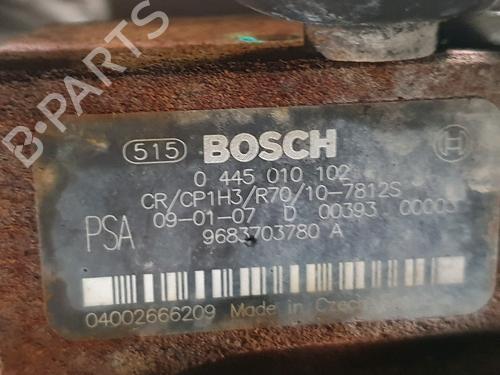 B-PARTS
515 BOSCH
0 445 010 102
CR/CP1H3/R70/10-7812S
09-01-07 D 00393
PSA 9683703780 A
04002666209 Made in